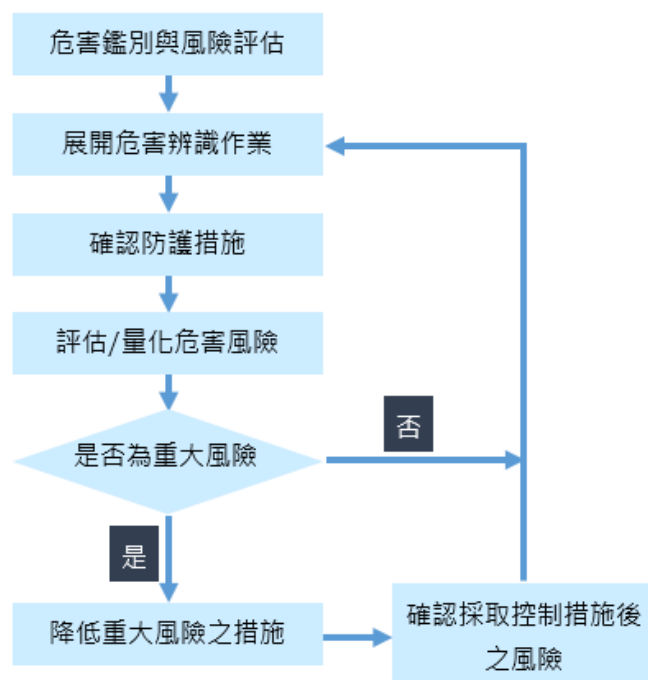 危害鑑別與風險評估
展開危害辨識作業
確認防護措施
評估/量化危害風險
是否為重大風險
否
是
降低重大風險之措施
確認採取控制措施後
之風險